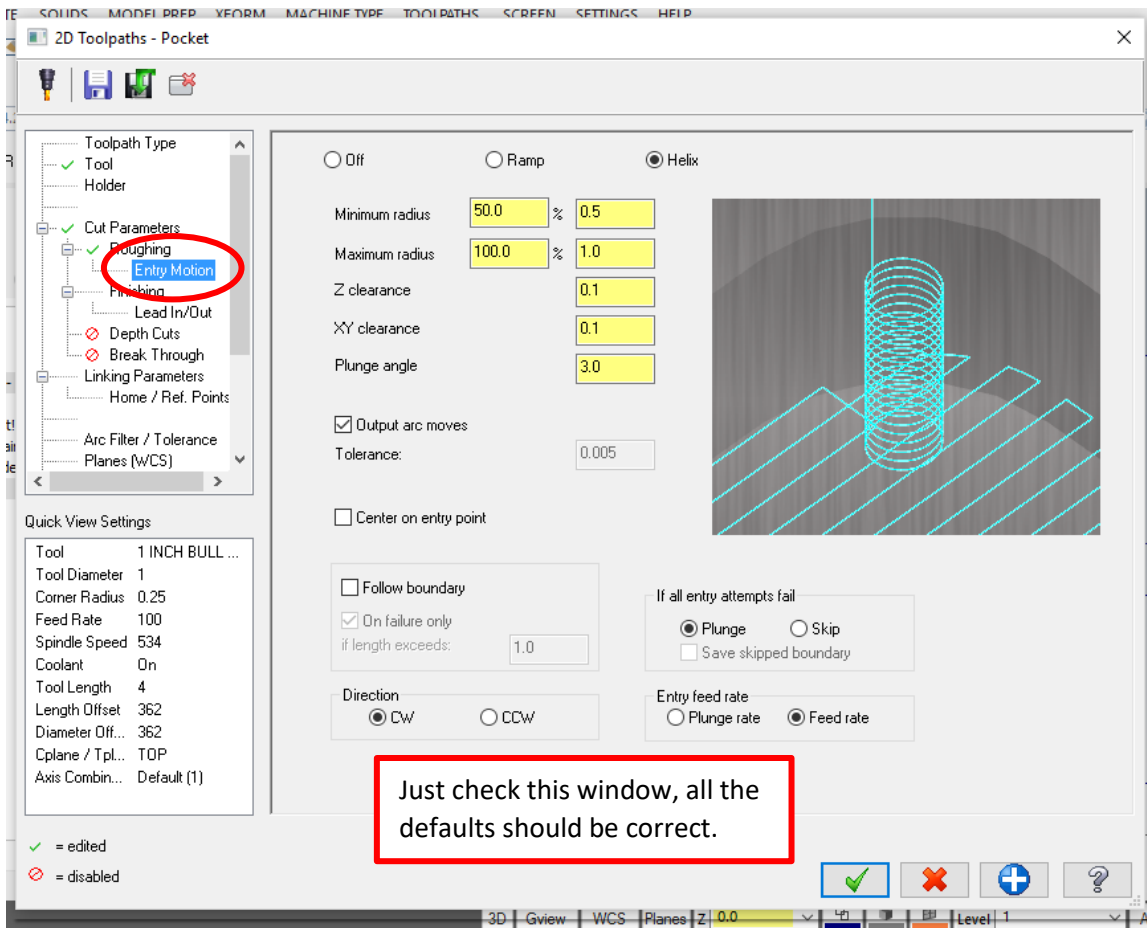 SOLIDS MODEL PREP XFORM MACHINE TYPE TOOLPATHS SCREEN SETTINGS HELP
2D Toolpaths - Pocket
Toolpath Type
Tool
Holder
Cut Parameters
Roughing
Entry Motion
Finishing
Lead In/Out
Depth Cuts
Break Through
Linking Parameters
Home / Ref. Points
Arc Filter / Tolerance
Planes (WCS)
Off Ramp Helix
Minimum radius 50.0 % 0.5
Maximum radius 100.0 % 1.0
Z clearance 0.1
XY clearance 0.1
Plunge angle 3.0
Output arc moves
Tolerance: 0.005
Center on entry point
Quick View Settings
Tool 1 INCH BULL ...
Tool Diameter 1
Corner Radius 0.25
Feed Rate 100
Spindle Speed 534
Coolant On
Tool Length 4
Length Offset 362
Diameter Off... 362
Cplane / Tpl... TOP
Axis Combin... Default (1)
Follow boundary
On failure only
if length exceeds: 1.0
If all entry attempts fail
Plunge Skip
Save skipped boundary
Direction
CW CCW
Entry feed rate
Plunge rate Feed rate
Just check this window, all the
defaults should be correct.
= edited
= disabled
3D Gview WCS Planes Z 0.0 Level 1